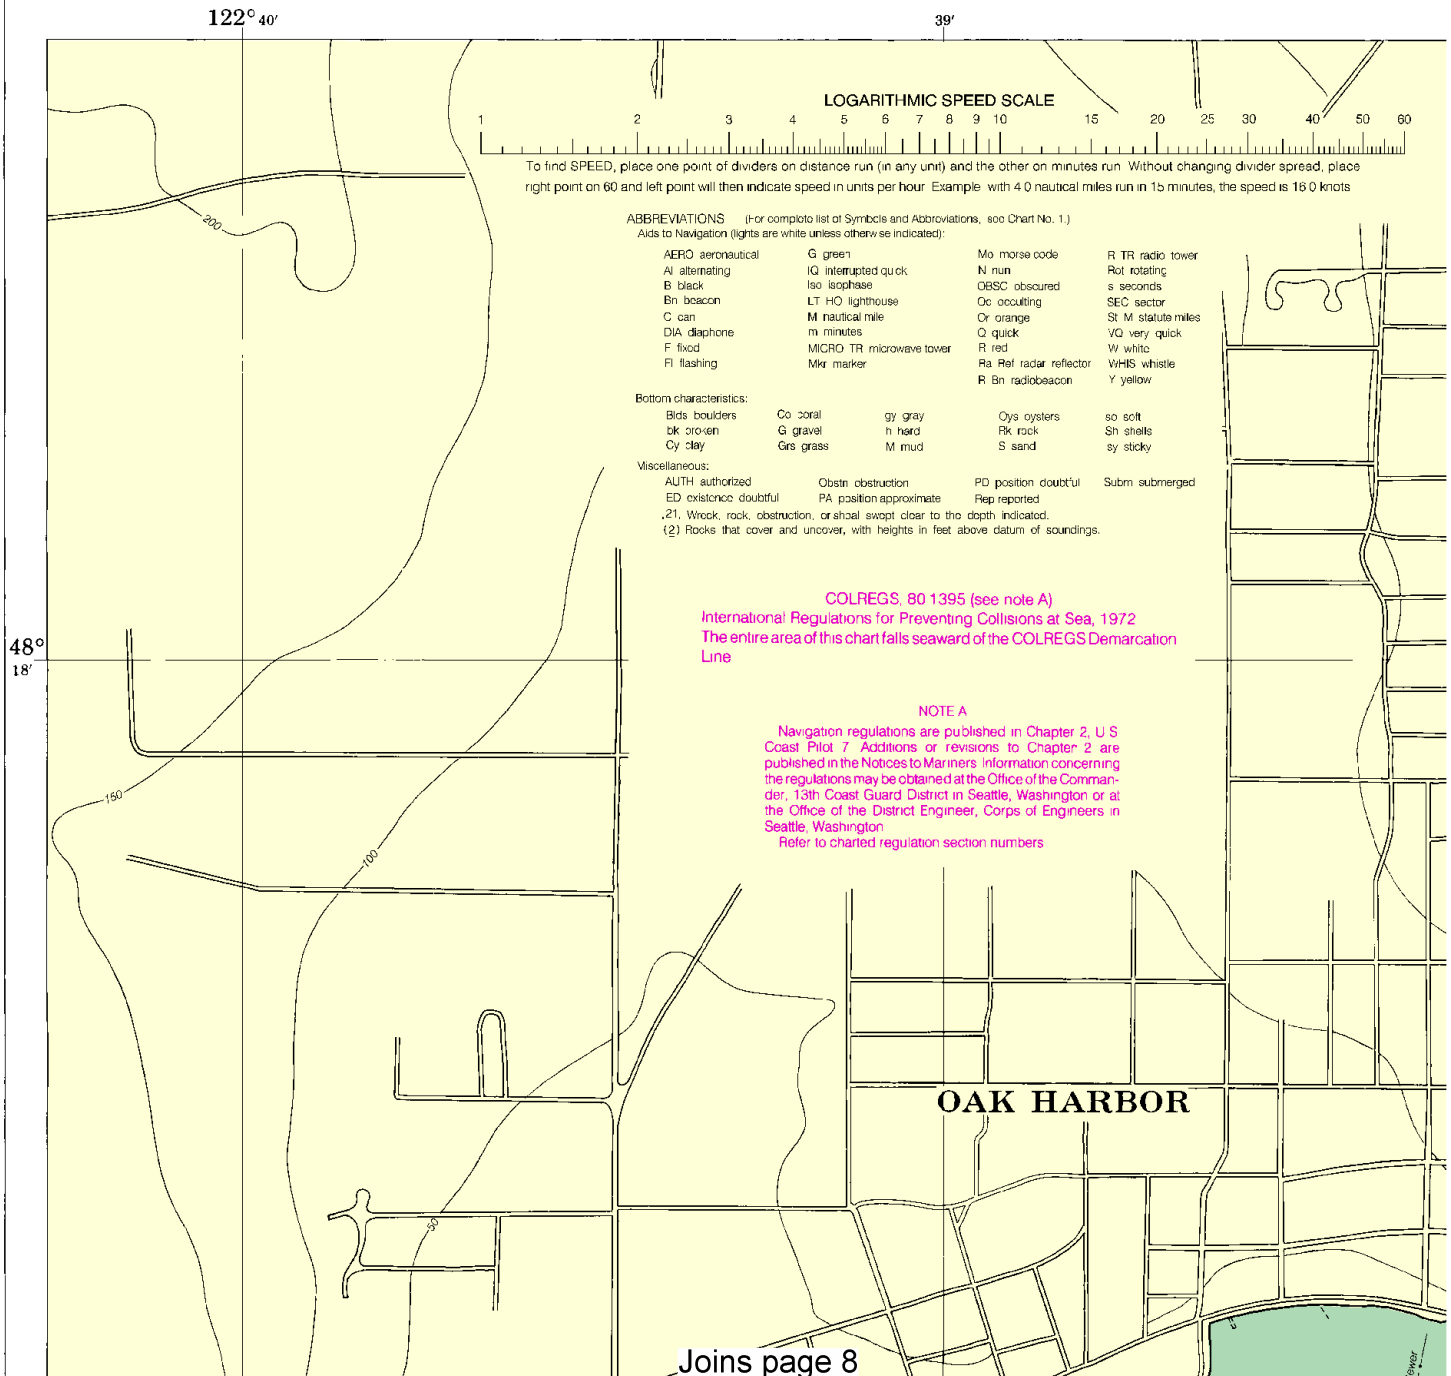 122° 40′
39′
LOGARITHMIC SPEED SCALE
1 2 3 4 5 6 7 8 9 10 15 20 25 30 40 50 60
To find SPEED, place one point of dividers on distance run (in any unit) and the other on minutes run Without changing divider spread, place
right point on 60 and left point will then indicate speed in units per hour Example with 4 0 nautical miles run in 15 minutes, the speed is 16 0 knots
ABBREVIATIONS (For complete list of Symbols and Abbreviations, see Chart No. 1.)
Aids to Navigation (lights are white unless otherwise indicated):
AERO aeronautical G green Mo morse code R TR radio tower
Al alternating IQ interrupted quick N nun Rot rotating
B black Iso isophase OBSC obscured s seconds
Bn beacon LT HO lighthouse Oc occulting SEC sector
C can M nautical mile Or orange St M statute miles
DIA diaphone m minutes Q quick VQ very quick
F fixed MICRO TR microwave tower R red W white
Fl flashing Mkr marker Ra Ref radar reflector WHIS whistle
R Bn radiobeacon Y yellow
Bottom characteristics:
Blds boulders Co coral gy gray Oys oysters so soft
bk broken G gravel h hard Rk rock Sh shells
Cy clay Grs grass M mud S sand sy sticky
Miscellaneous:
AUTH authorized Obstn obstruction PD position doubtful Subm submerged
ED existence doubtful PA position approximate Rep reported
21, Wreck, rock, obstruction, or shoal swept clear to the depth indicated.
(2) Rocks that cover and uncover, with heights in feet above datum of soundings.
200
COLREGS, 80 1395 (see note A)
International Regulations for Preventing Collisions at Sea, 1972
The entire area of this chart falls seaward of the COLREGS Demarcation
Line
48°
18′
NOTE A
Navigation regulations are published in Chapter 2, U S
Coast Pilot 7 Additions or revisions to Chapter 2 are
published in the Notices to Mariners Information concerning
the regulations may be obtained at the Office of the Comman-
der, 13th Coast Guard District in Seattle, Washington or at
the Office of the District Engineer, Corps of Engineers in
Seattle, Washington
Refer to charted regulation section numbers
150
100
OAK HARBOR
50
Joins page 8